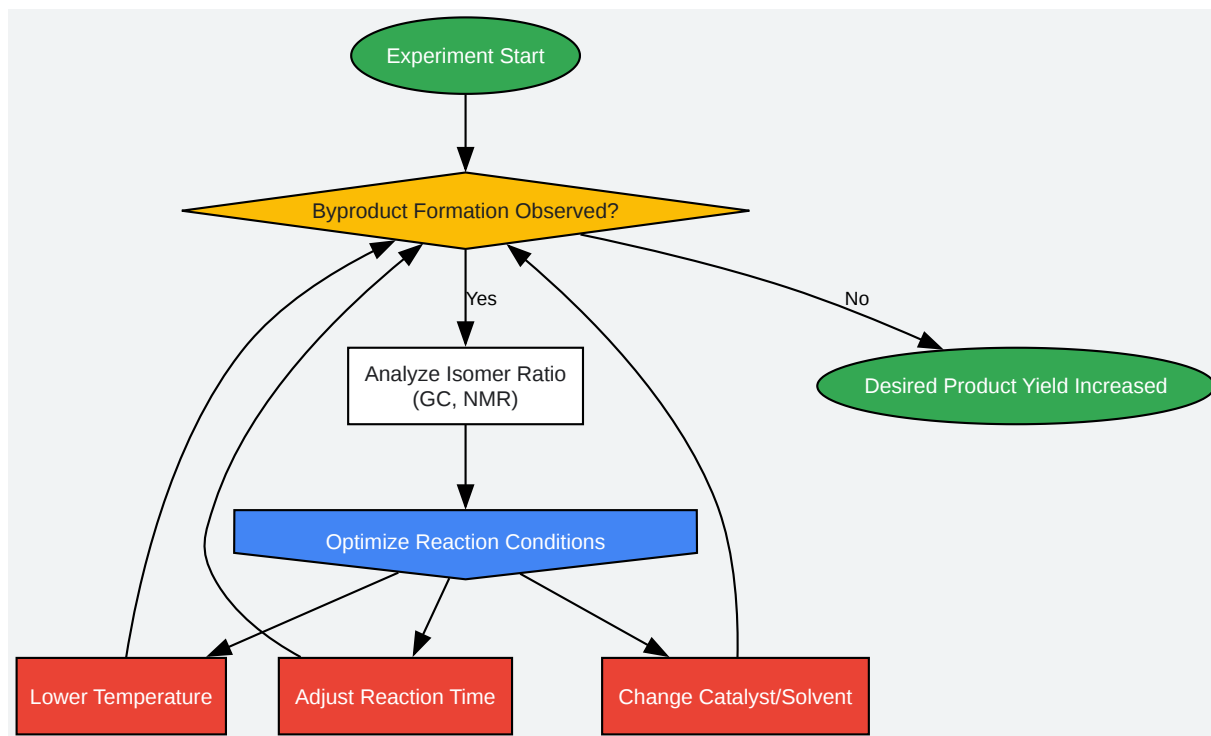 Experiment Start
Byproduct Formation Observed?
Yes
No
Analyze Isomer Ratio
(GC, NMR)
Desired Product Yield Increased
Optimize Reaction Conditions
Lower Temperature
Adjust Reaction Time
Change Catalyst/Solvent